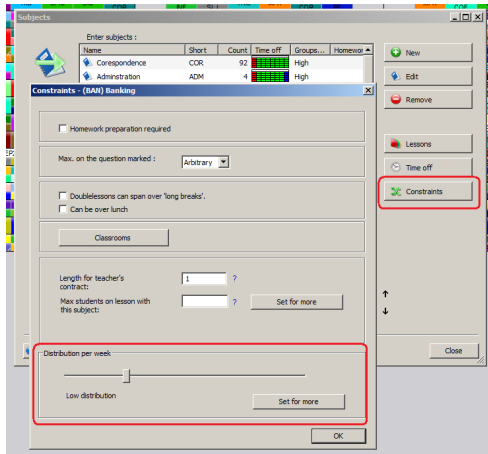 Subjects
Enter subjects :
Name Short Count Time off Groups... Homewor
Corespondence COR 92 High
Adminstration ADM 4 High
New
Edit
Remove
Lessons
Time off
Constraints
Close
Constraints - (BAN) Banking
Homework preparation required
Max. on the question marked : Arbitrary
Doublelessons can span over 'long breaks'.
Can be over lunch
Classrooms
Length for teacher's
contract: 1 ?
Max students on lesson with
this subject: ? Set for more
Distribution per week
Low distribution
Set for more
OK